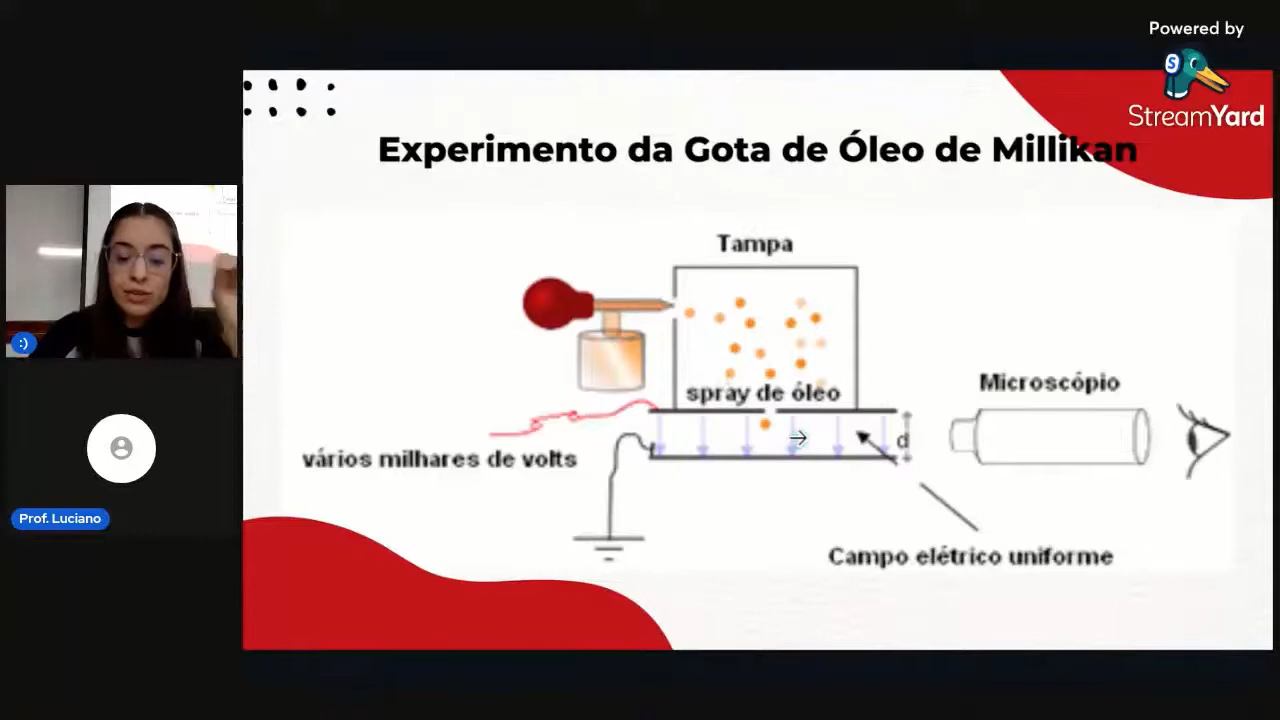 Powered by
StreamYard
Experimento da Gota de Óleo de Millikan
Tampa
spray de óleo
Microscópio
d
vários milhares de volts
Campo elétrico uniforme
:)
Prof. Luciano